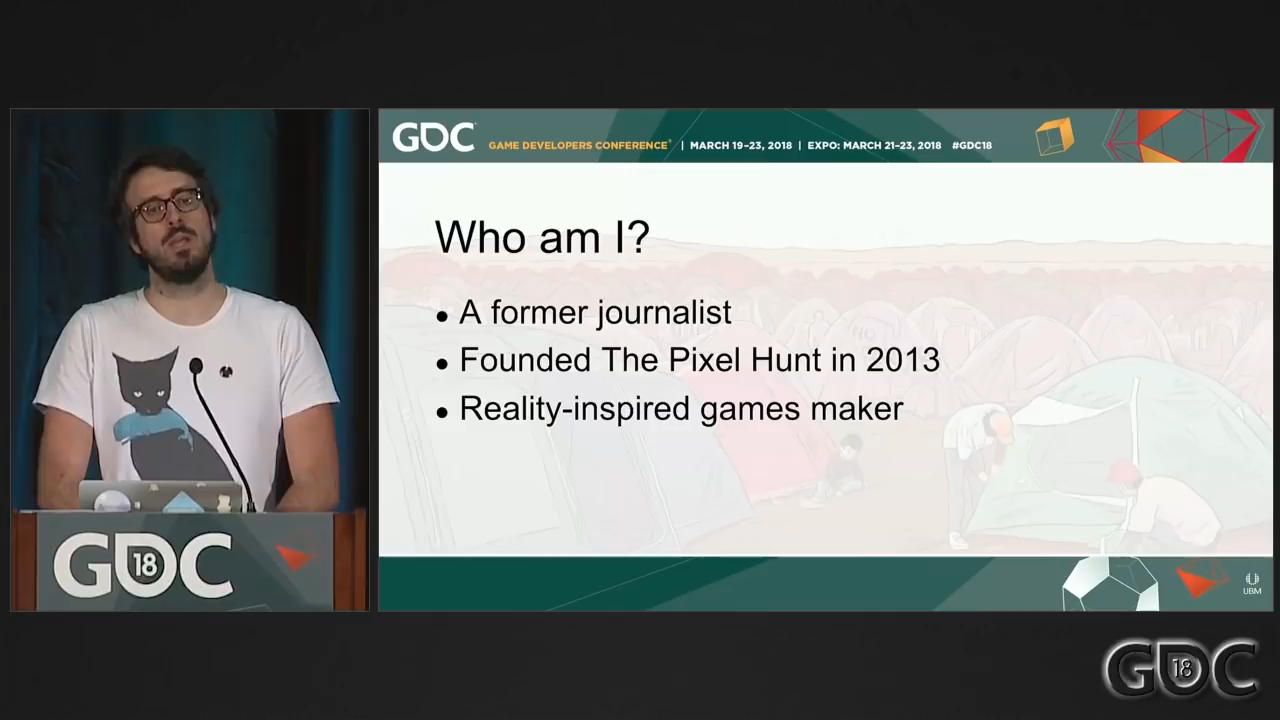 GDC GAME DEVELOPERS CONFERENCE® | MARCH 19–23, 2018 | EXPO: MARCH 21–23, 2018 #GDC18
Who am I?
• A former journalist
• Founded The Pixel Hunt in 2013
• Reality-inspired games maker
GDC 18
UBM
GDC 18